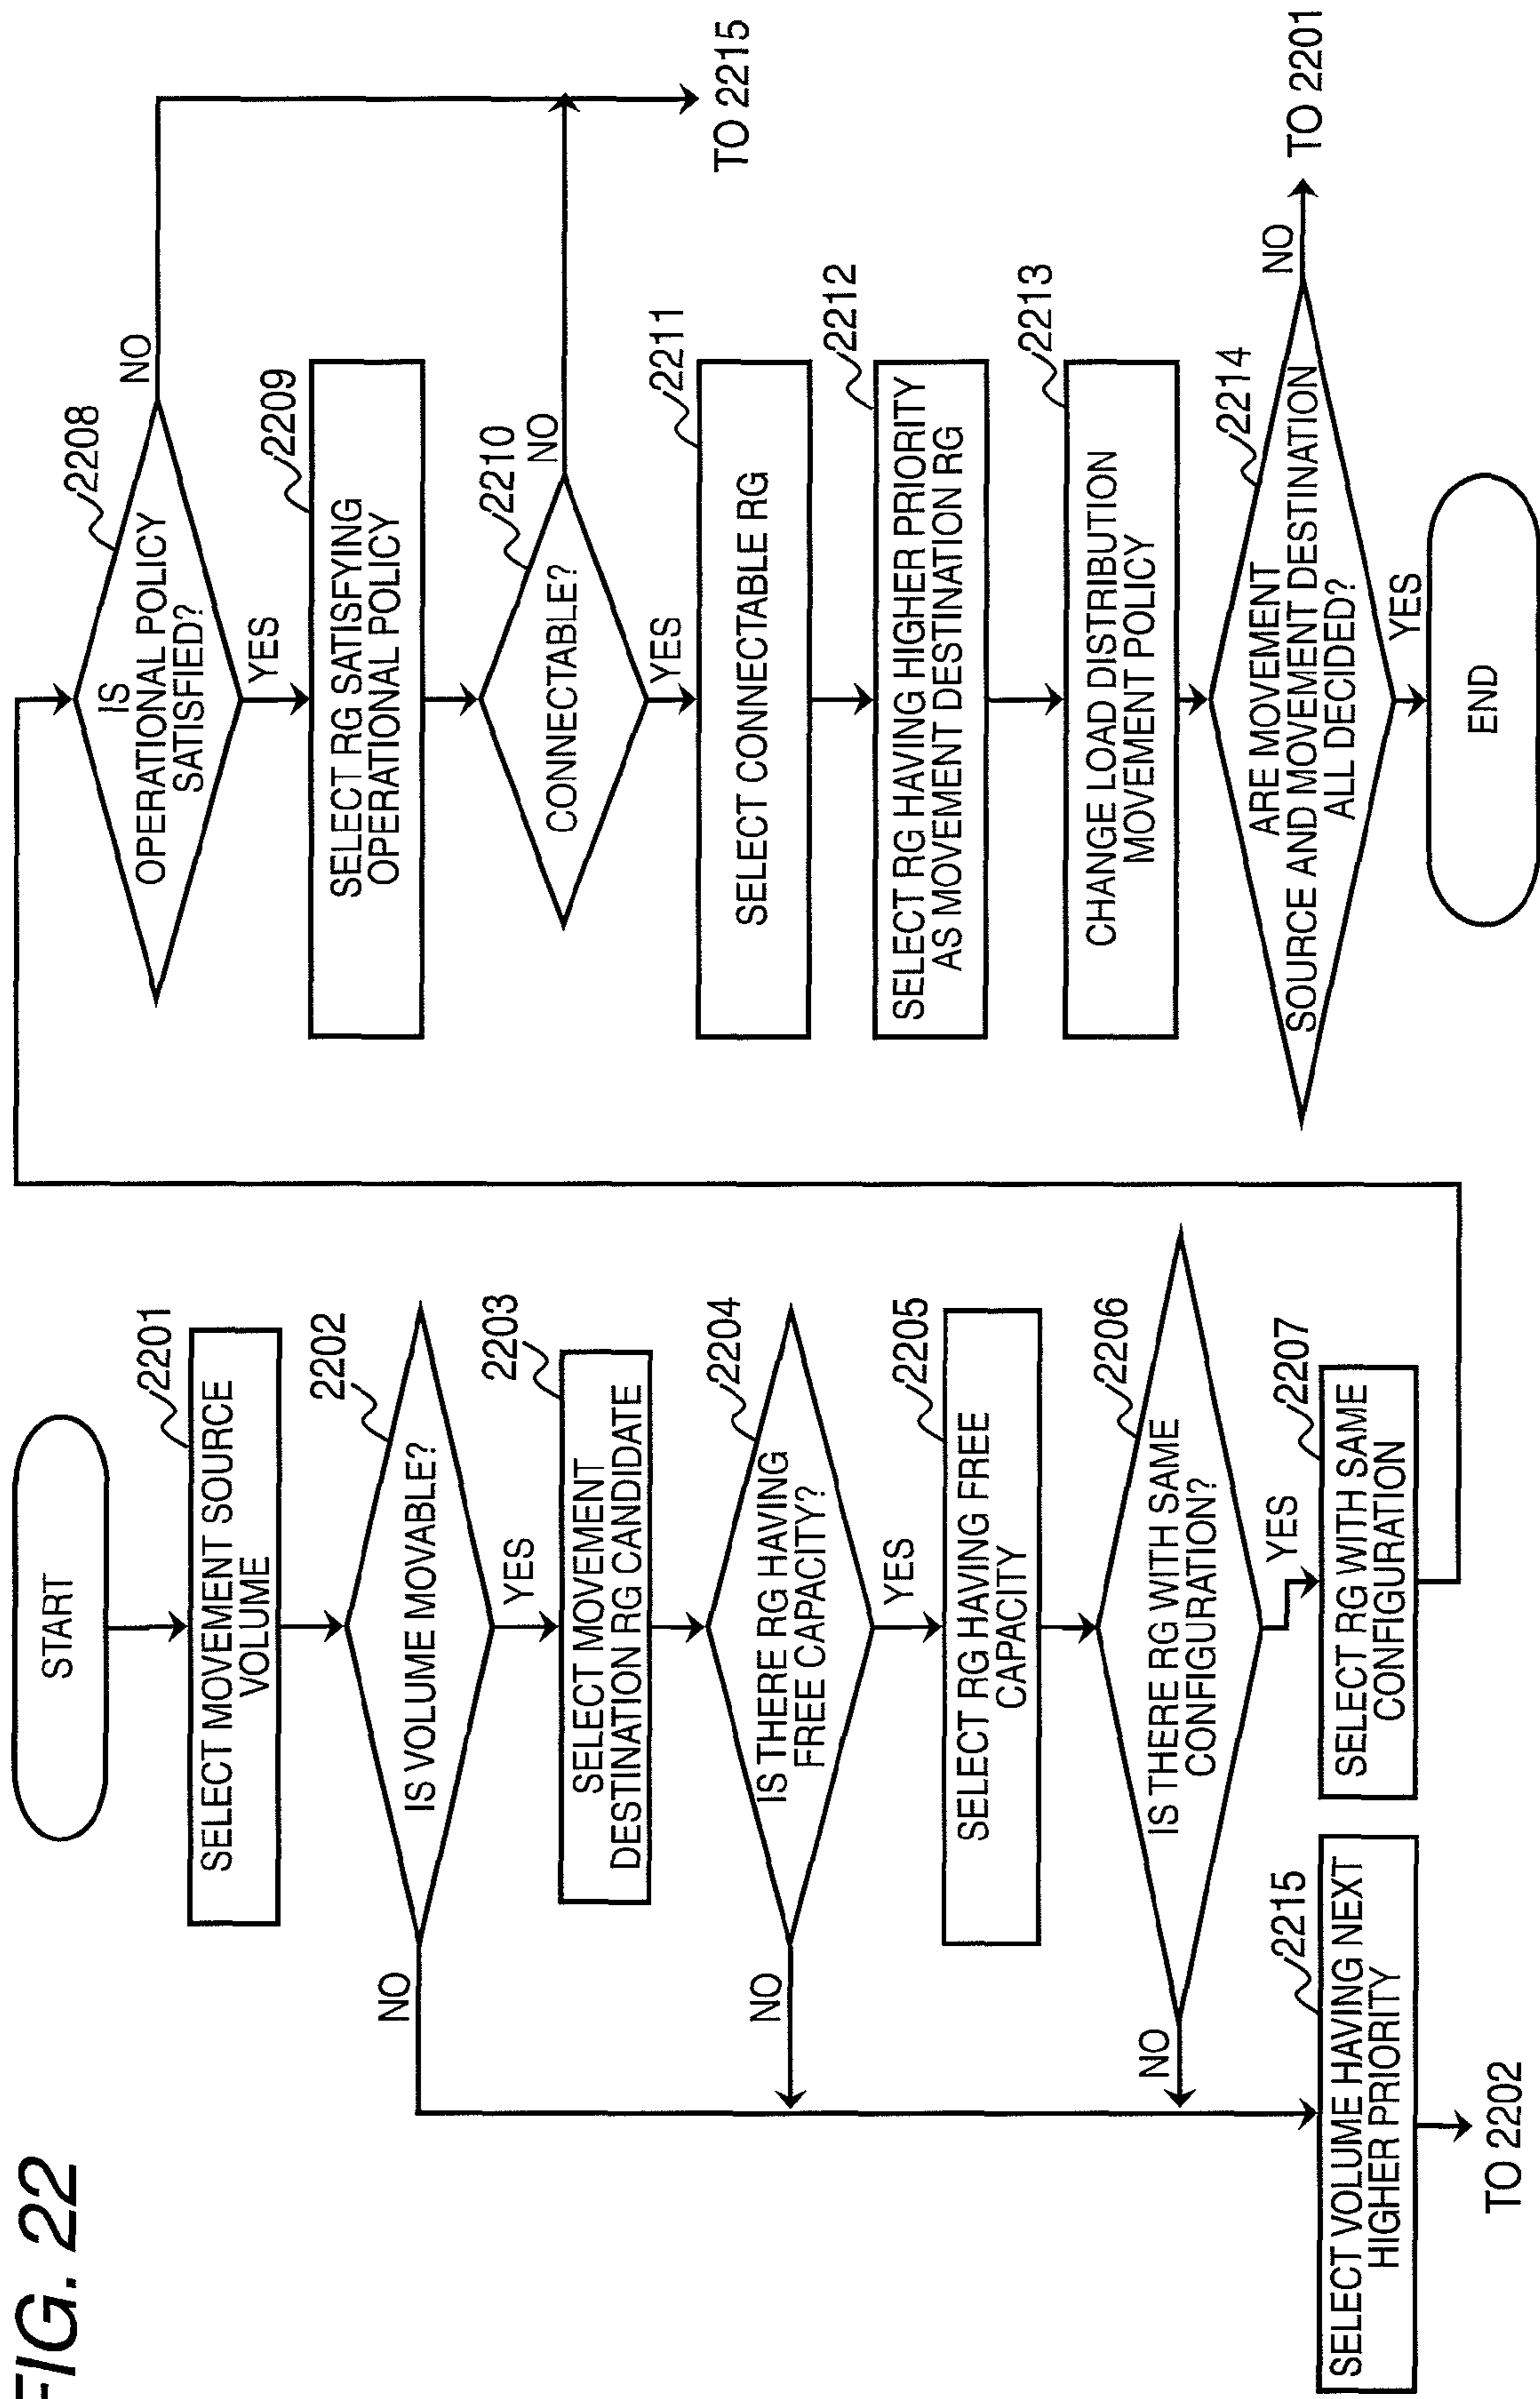 FIG. 22
START
2201
SELECT MOVEMENT SOURCE
VOLUME
2202
IS VOLUME MOVABLE?
NO
YES
2203
SELECT MOVEMENT
DESTINATION RG CANDIDATE
2204
IS THERE RG HAVING
FREE CAPACITY?
NO
YES
2205
SELECT RG HAVING FREE
CAPACITY
2206
IS THERE RG WITH SAME
CONFIGURATION?
NO
YES
2207
SELECT RG WITH SAME
CONFIGURATION
2215
SELECT VOLUME HAVING NEXT
HIGHER PRIORITY
TO 2202
2208
IS
OPERATIONAL POLICY
SATISFIED?
NO
YES
2209
SELECT RG SATISFYING
OPERATIONAL POLICY
2210
CONNECTABLE?
NO
TO 2215
YES
2211
SELECT CONNECTABLE RG
2212
SELECT RG HAVING HIGHER PRIORITY
AS MOVEMENT DESTINATION RG
2213
CHANGE LOAD DISTRIBUTION
MOVEMENT POLICY
2214
ARE MOVEMENT
SOURCE AND MOVEMENT DESTINATION
ALL DECIDED?
NO
TO 2201
YES
END